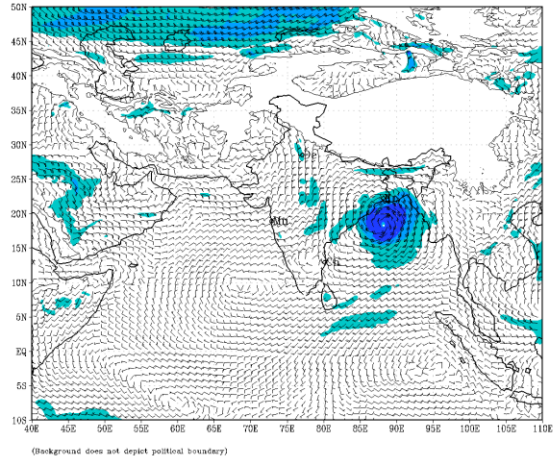 50N
45N
40N
35N
30N
25N
20N
15N
10N
5N
EQ
5S
10S
Mu
40E 45E 50E 55E 60E 65E 70E 75E 80E 85E 90E 95E 100E 105E 110E
(Background does not depict political boundary)